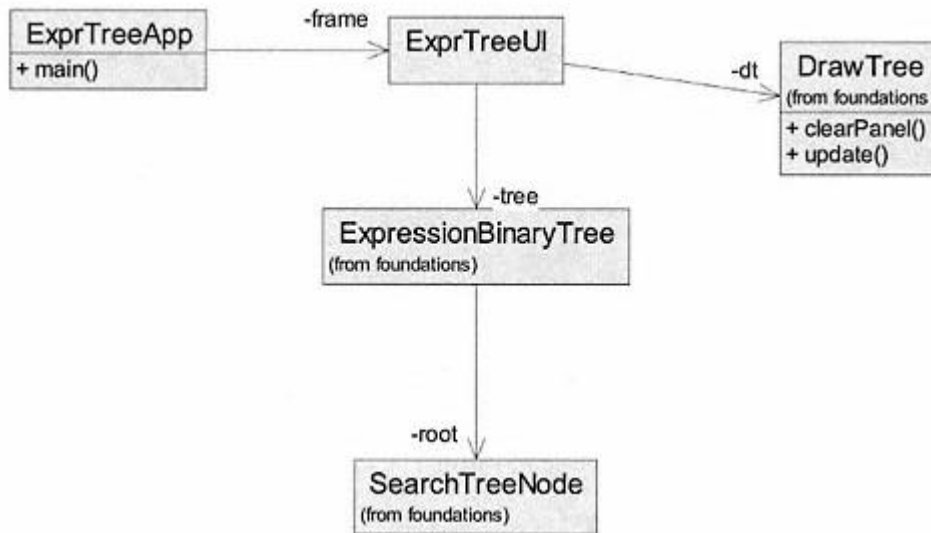 ExprTreeApp
+ main()
-frame
ExprTreeUI
-dt
DrawTree
(from foundations
+ clearPanel()
+ update()
-tree
ExpressionBinaryTree
(from foundations)
-root
SearchTreeNode
(from foundations)